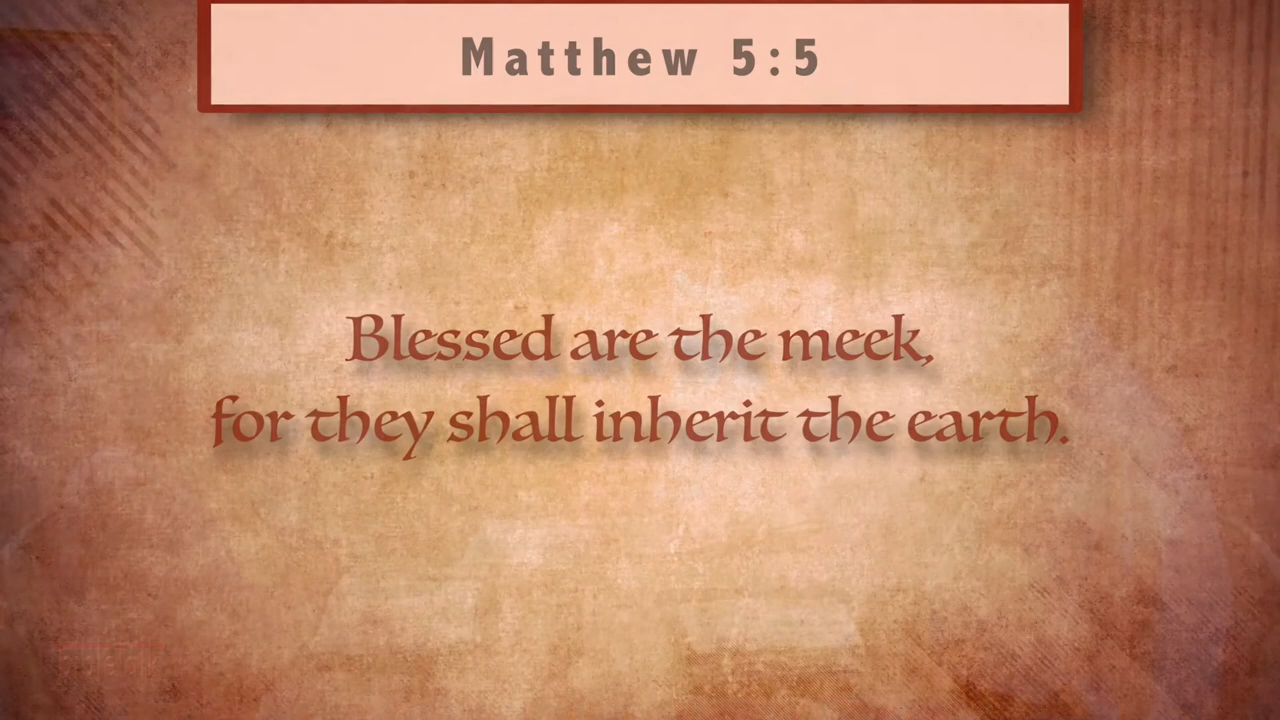 Matthew 5:5
Blessed are the meek,
for they shall inherit the earth.